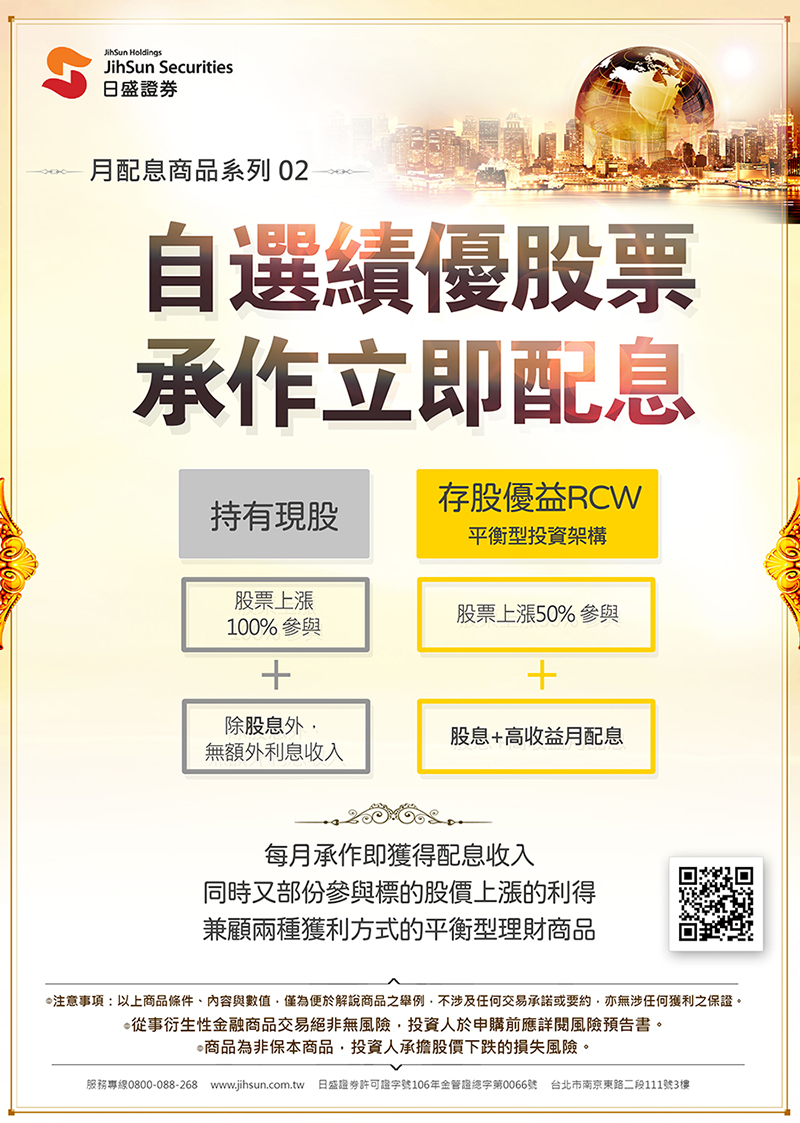 JihSun Holdings
JihSun Securities
日盛證券
月配息商品系列 02
自選績優股票
承作立即配息
持有現股
股票上漲
100% 參與
+
除股息外，
無額外利息收入
存股優益RCW
平衡型投資架構
股票上漲50% 參與
+
股息+高收益月配息
每月承作即獲得配息收入
同時又部份參與標的股價上漲的利得
兼顧兩種獲利方式的平衡型理財商品
◎注意事項：以上商品條件、內容與數值，僅為便於解說商品之舉例，不涉及任何交易承諾或要約，亦無涉任何獲利之保證。
◎從事衍生性金融商品交易絕非無風險，投資人於申購前應詳閱風險預告書。
◎商品為非保本商品，投資人承擔股價下跌的損失風險。
服務專線0800-088-268 www.jihsun.com.tw 日盛證券許可證字號106年金管證總字第0066號 台北市南京東路二段111號3樓